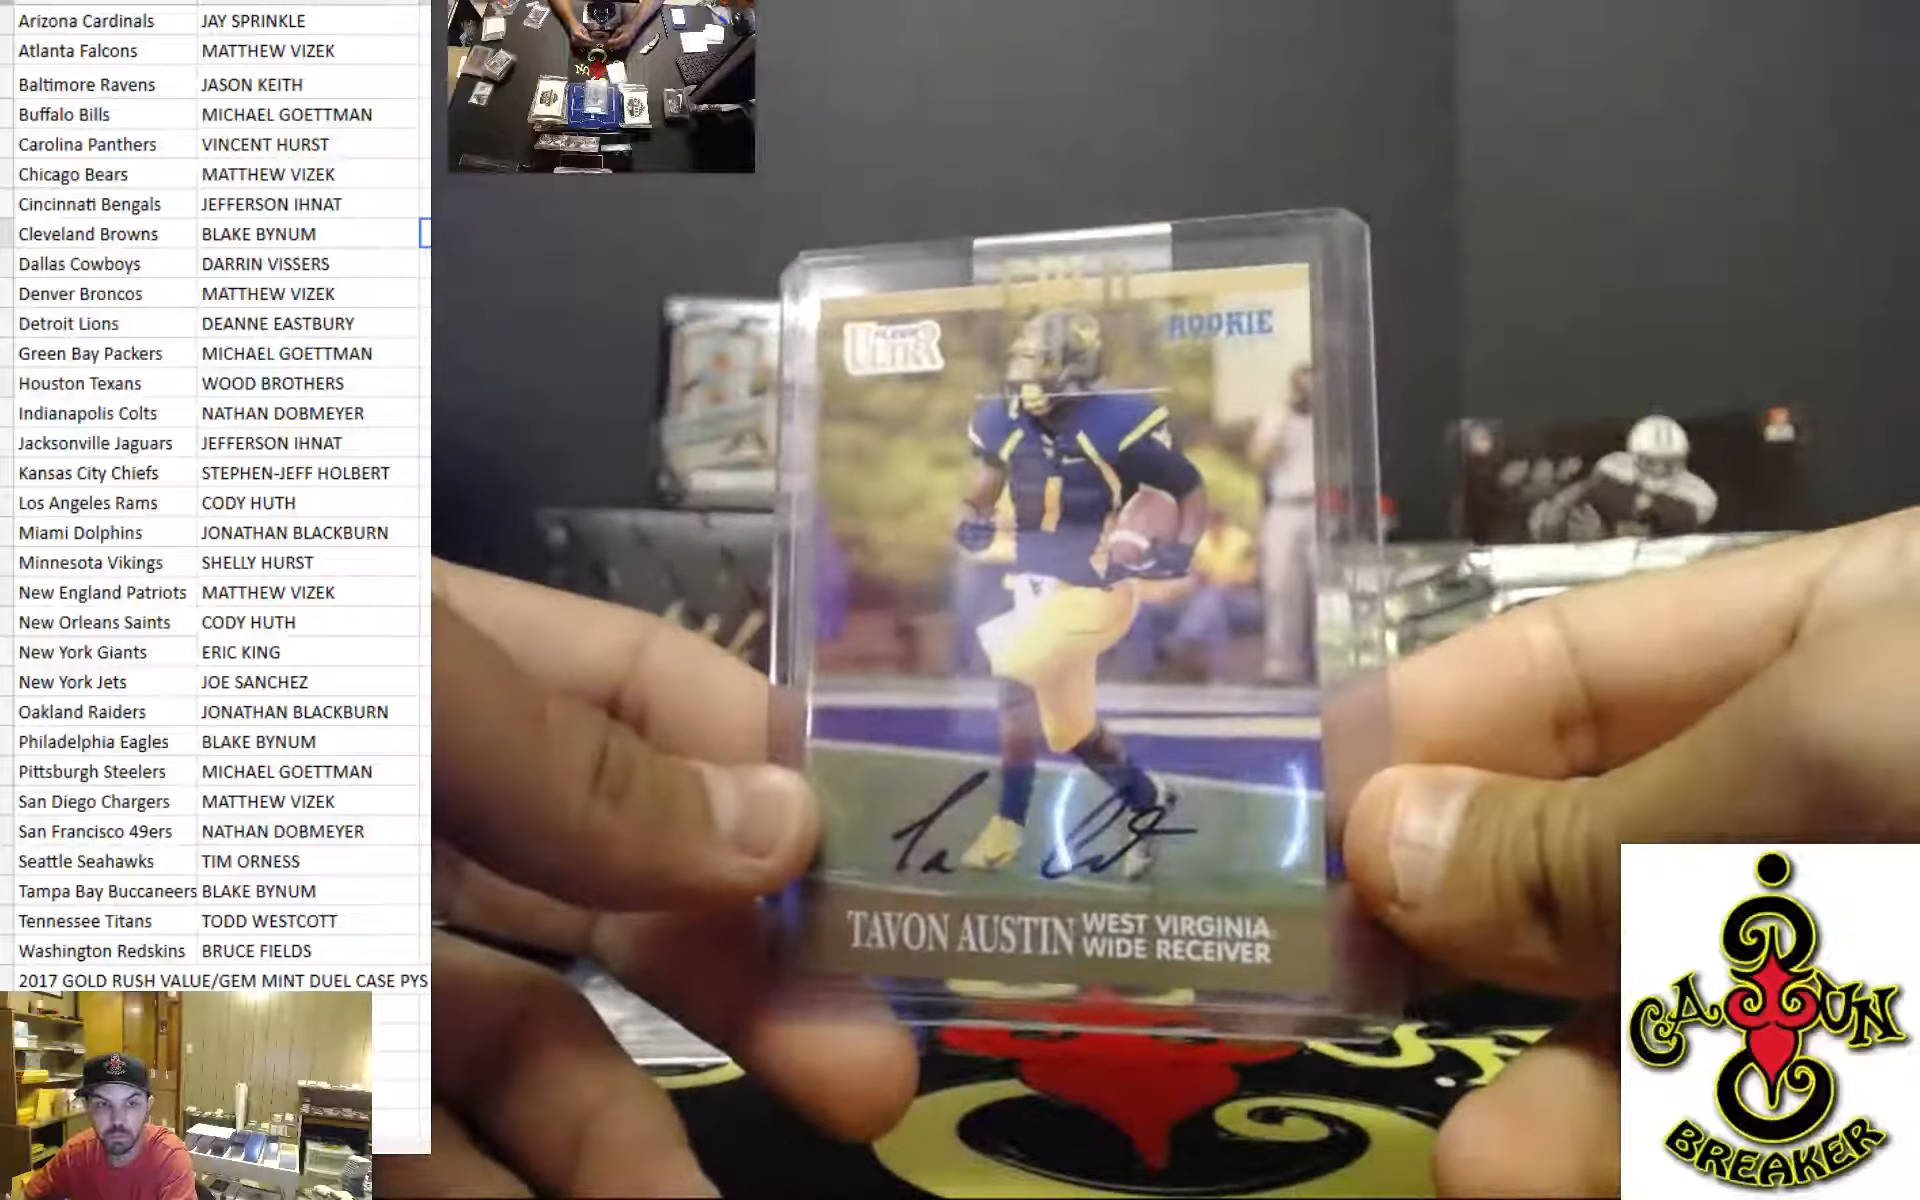 Arizona Cardinals JAY SPRINKLE
Atlanta Falcons MATTHEW VIZEK
Baltimore Ravens JASON KEITH
Buffalo Bills MICHAEL GOETTMAN
Carolina Panthers VINCENT HURST
Chicago Bears MATTHEW VIZEK
Cincinnati Bengals JEFFERSON IHNAT
Cleveland Browns BLAKE BYNUM
Dallas Cowboys DARRIN VISSERS
Denver Broncos MATTHEW VIZEK
Detroit Lions DEANNE EASTBURY
Green Bay Packers MICHAEL GOETTMAN
Houston Texans WOOD BROTHERS
Indianapolis Colts NATHAN DOBMEYER
Jacksonville Jaguars JEFFERSON IHNAT
Kansas City Chiefs STEPHEN-JEFF HOLBERT
Los Angeles Rams CODY HUTH
Miami Dolphins JONATHAN BLACKBURN
Minnesota Vikings SHELLY HURST
New England Patriots MATTHEW VIZEK
New Orleans Saints CODY HUTH
New York Giants ERIC KING
New York Jets JOE SANCHEZ
Oakland Raiders JONATHAN BLACKBURN
Philadelphia Eagles BLAKE BYNUM
Pittsburgh Steelers MICHAEL GOETTMAN
San Diego Chargers MATTHEW VIZEK
San Francisco 49ers NATHAN DOBMEYER
Seattle Seahawks TIM ORNESS
Tampa Bay Buccaneers BLAKE BYNUM
Tennessee Titans TODD WESTCOTT
Washington Redskins BRUCE FIELDS
2017 GOLD RUSH VALUE/GEM MINT DUEL CASE PYS
ULTRA
ROOKIE
1
TAVON AUSTIN WEST VIRGINIA
WIDE RECEIVER
CAJUN
BREAKER